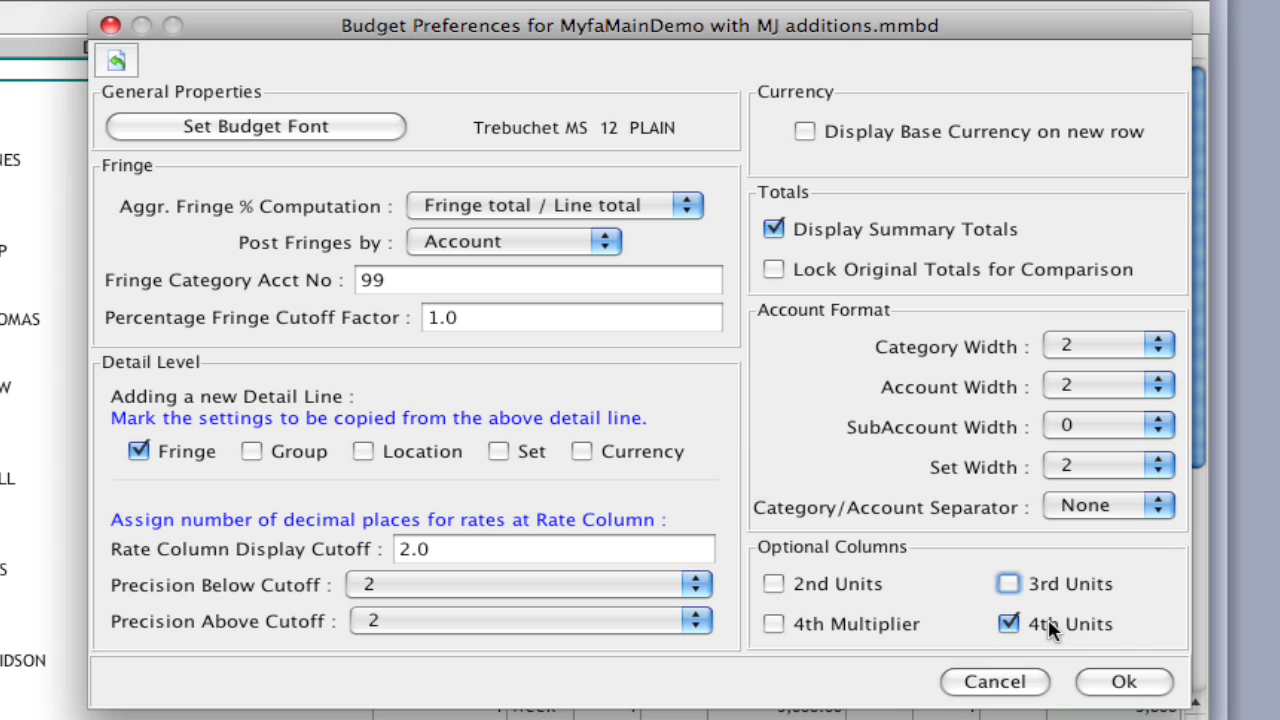 Budget Preferences for MyfaMainDemo with MJ additions.mmbd
General Properties
Set Budget Font
Trebuchet MS 12 PLAIN
Fringe
Aggr. Fringe % Computation :
Fringe total / Line total
Post Fringes by :
Account
Fringe Category Acct No :
99
Percentage Fringe Cutoff Factor :
1.0
Detail Level
Adding a new Detail Line :
Mark the settings to be copied from the above detail line.
Fringe
Group
Location
Set
Currency
Assign number of decimal places for rates at Rate Column :
Rate Column Display Cutoff :
2.0
Precision Below Cutoff :
2
Precision Above Cutoff :
2
Currency
Display Base Currency on new row
Totals
Display Summary Totals
Lock Original Totals for Comparison
Account Format
Category Width :
2
Account Width :
2
SubAccount Width :
0
Set Width :
2
Category/Account Separator :
None
Optional Columns
2nd Units
3rd Units
4th Multiplier
4th Units
Cancel
Ok
NES
P
OMAS
W
LL
S
IDSON